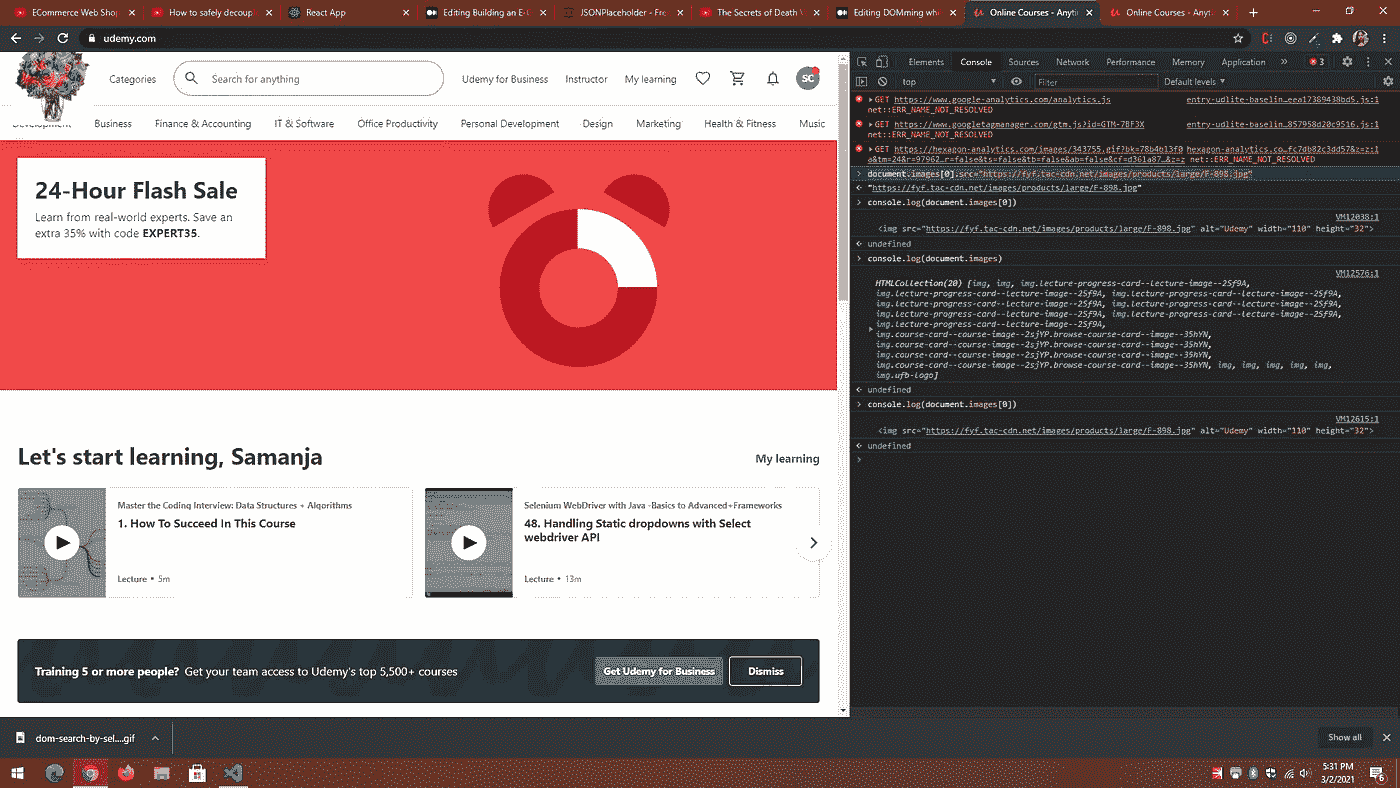 ECommerce Web Shop
How to safely decoupl
React App
Editing Building an E-C
JSONPlaceholder - Fre
The Secrets of Death V
Editing DOMming whe
Online Courses - Anyti
Online Courses - Anyt
udemy.com
Categories
Search for anything
Udemy for Business
Instructor
My learning
SC
Development
Business
Finance & Accounting
IT & Software
Office Productivity
Personal Development
Design
Marketing
Health & Fitness
Music
24-Hour Flash Sale
Learn from real-world experts. Save an
extra 35% with code EXPERT35.
Let's start learning, Samanja
My learning
Master the Coding Interview: Data Structures + Algorithms
1. How To Succeed In This Course
Lecture • 5m
Selenium WebDriver with Java -Basics to Advanced+Frameworks
48. Handling Static dropdowns with Select
webdriver API
Lecture • 13m
Training 5 or more people? Get your team access to Udemy's top 5,500+ courses
Get Udemy for Business
Dismiss
Elements
Console
Sources
Network
Performance
Memory
Application
3
top
Filter
Default levels
GET https://www.google-analytics.com/analytics.js entry-udlite-baselin…eea17389438bd5.js:1
net::ERR_NAME_NOT_RESOLVED
GET https://www.googletagmanager.com/gtm.js?id=GTM-7BF3X entry-udlite-baselin…857958d20c9516.js:1
net::ERR_NAME_NOT_RESOLVED
GET https://hexagon-analytics.com/images/343755.gif?bk=78b4b13f0 hexagon-analytics.co…fc7db82c3dd57&z=z:1
a&tm=24&r=97962…r=false&ts=false&tb=false&ab=false&cf=d361a87…&z=z net::ERR_NAME_NOT_RESOLVED
document.images[0].src="https://fyf.tac-cdn.net/images/products/large/F-898.jpg"
"https://fyf.tac-cdn.net/images/products/large/F-898.jpg"
console.log(document.images[0])
VM12038:1
<img src="https://fyf.tac-cdn.net/images/products/large/F-898.jpg" alt="Udemy" width="110" height="32">
undefined
console.log(document.images)
VM12576:1
HTMLCollection(20) [img, img, img.lecture-progress-card--lecture-image--2Sf9A,
img.lecture-progress-card--lecture-image--2Sf9A, img.lecture-progress-card--lecture-image--2Sf9A,
img.lecture-progress-card--lecture-image--2Sf9A, img.lecture-progress-card--lecture-image--2Sf9A,
img.lecture-progress-card--lecture-image--2Sf9A, img.lecture-progress-card--lecture-image--2Sf9A,
img.lecture-progress-card--lecture-image--2Sf9A,
img.course-card--course-image--2sjYP.browse-course-card--image--35hYN,
img.course-card--course-image--2sjYP.browse-course-card--image--35hYN,
img.course-card--course-image--2sjYP.browse-course-card--image--35hYN,
img.course-card--course-image--2sjYP.browse-course-card--image--35hYN, img, img, img, img, img,
img.ufb-logo]
undefined
console.log(document.images[0])
VM12615:1
<img src="https://fyf.tac-cdn.net/images/products/large/F-898.jpg" alt="Udemy" width="110" height="32">
undefined
dom-search-by-sel....gif
Show all
5:31 PM
3/2/2021
6